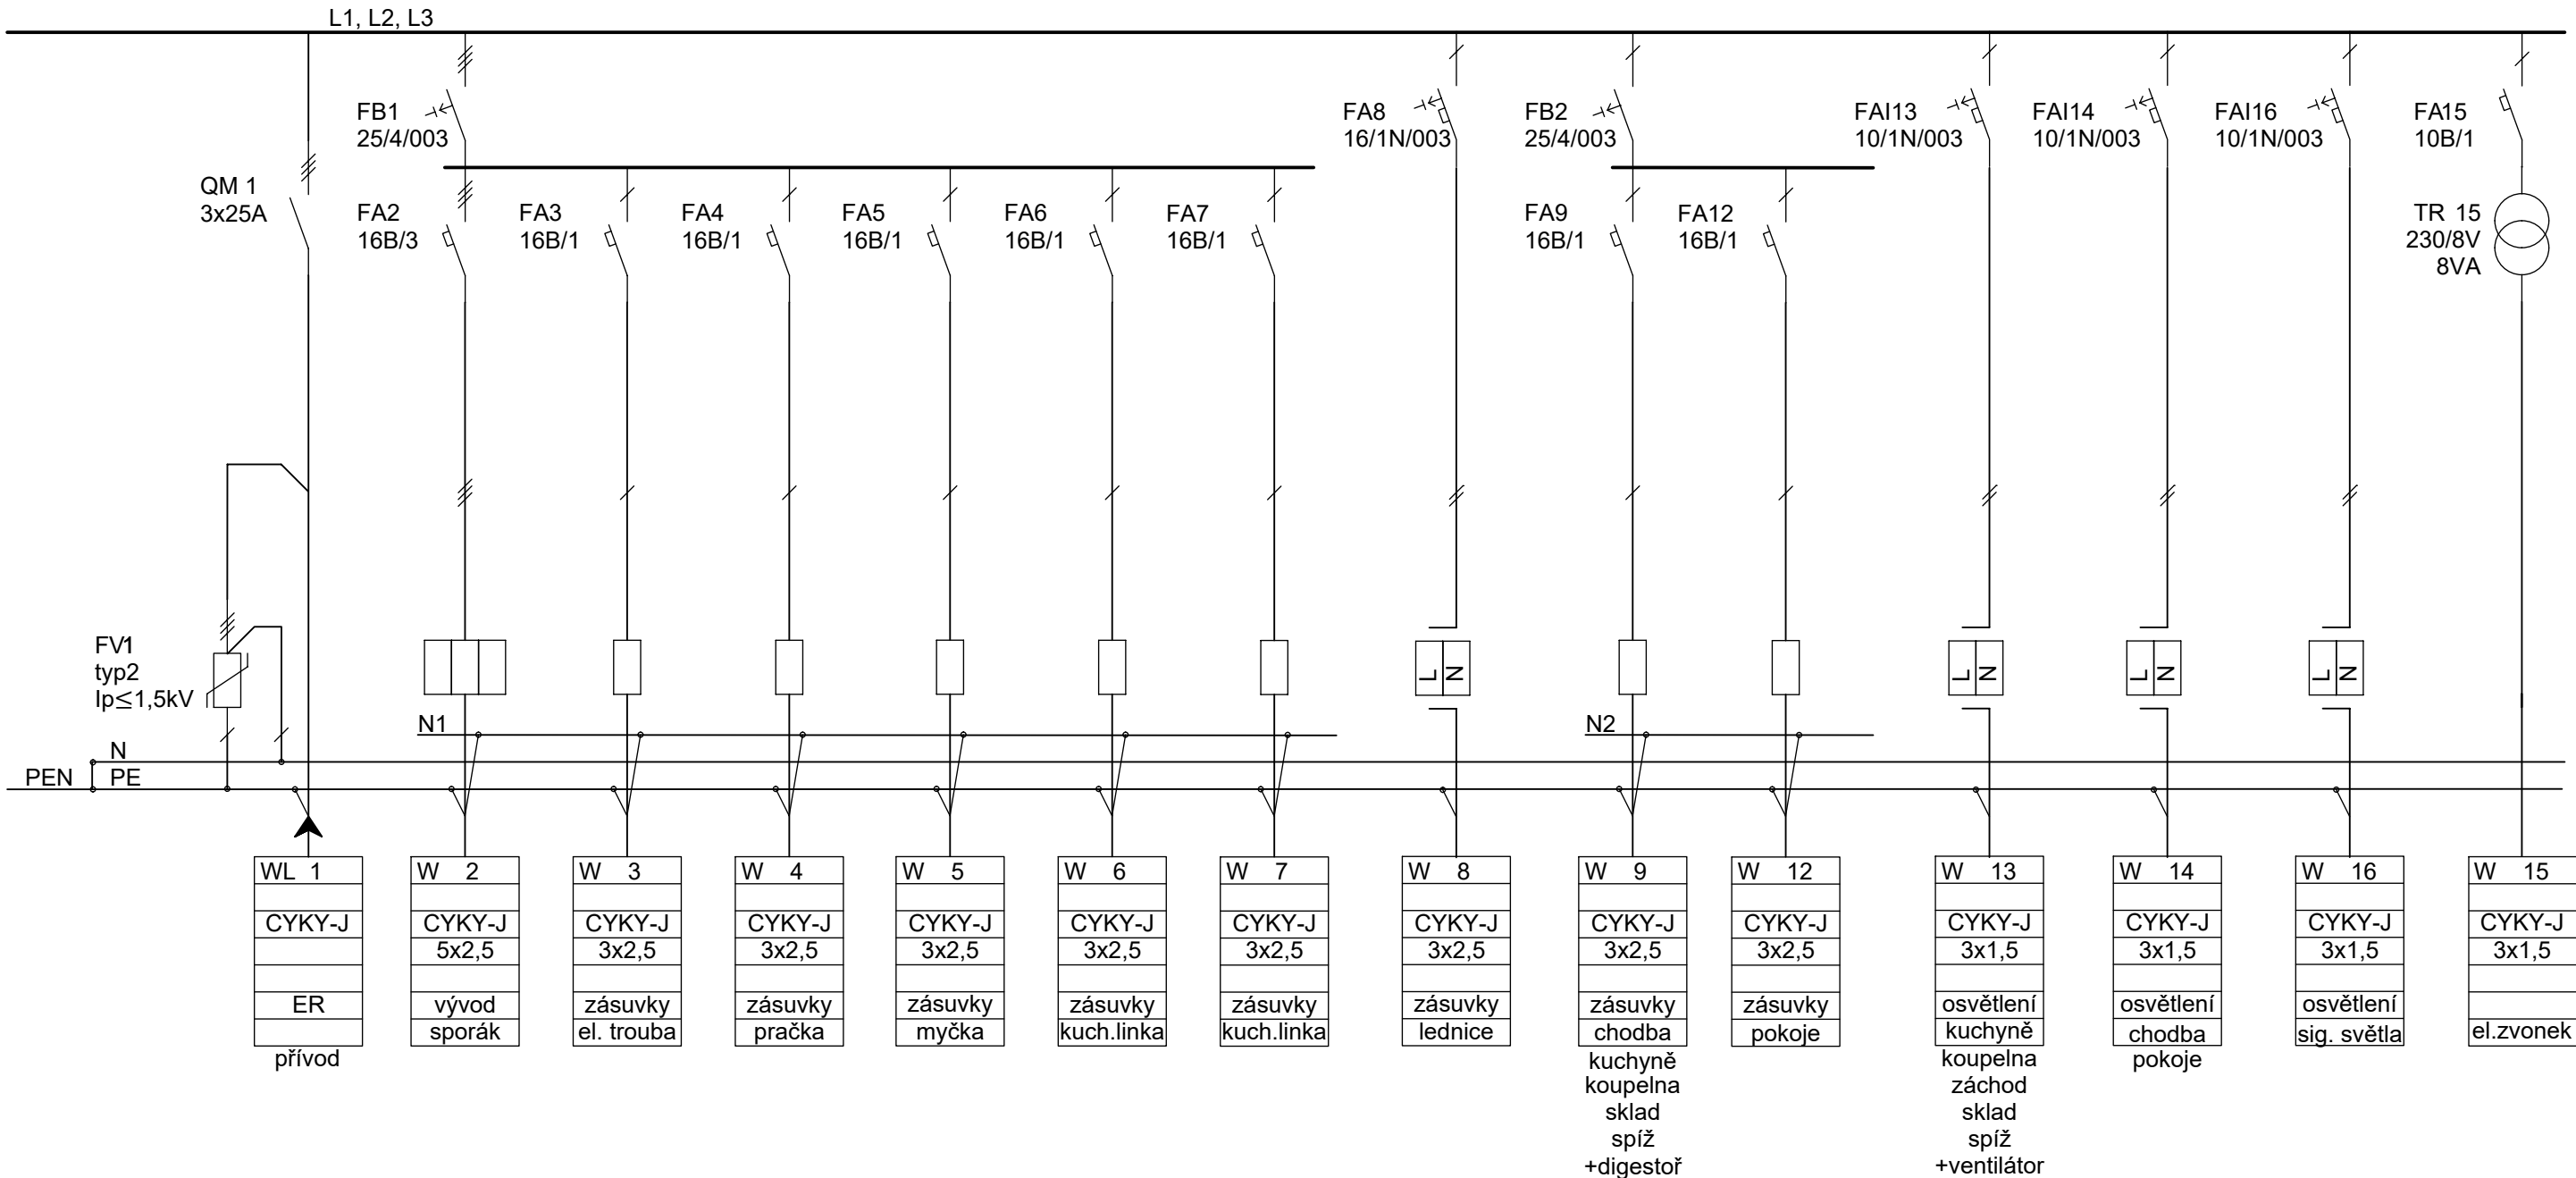 L1, L2, L3
QM 1
3x25A
FB1
25/4/003
FA2
16B/3
FA3
16B/1
FA4
16B/1
FA5
16B/1
FA6
16B/1
FA7
16B/1
FA8
16/1N/003
FB2
25/4/003
FA9
16B/1
FA12
16B/1
FAI13
10/1N/003
FAI14
10/1N/003
FAI16
10/1N/003
FA15
10B/1
TR 15
230/8V
8VA
FV1
typ2
Ip≤1,5kV
L N
L N
L N
L N
N1
N2
N
PEN PE
WL 1
CYKY-J
ER
přívod
W 2
CYKY-J
5x2,5
vývod
sporák
W 3
CYKY-J
3x2,5
zásuvky
el. trouba
W 4
CYKY-J
3x2,5
zásuvky
pračka
W 5
CYKY-J
3x2,5
zásuvky
myčka
W 6
CYKY-J
3x2,5
zásuvky
kuch.linka
W 7
CYKY-J
3x2,5
zásuvky
kuch.linka
W 8
CYKY-J
3x2,5
zásuvky
lednice
W 9
CYKY-J
3x2,5
zásuvky
chodba
kuchyně
koupelna
sklad
spíž
+digestoř
W 12
CYKY-J
3x2,5
zásuvky
pokoje
W 13
CYKY-J
3x1,5
osvětlení
kuchyně
koupelna
záchod
sklad
spíž
+ventilátor
W 14
CYKY-J
3x1,5
osvětlení
chodba
pokoje
W 16
CYKY-J
3x1,5
osvětlení
sig. světla
W 15
CYKY-J
3x1,5
el.zvonek